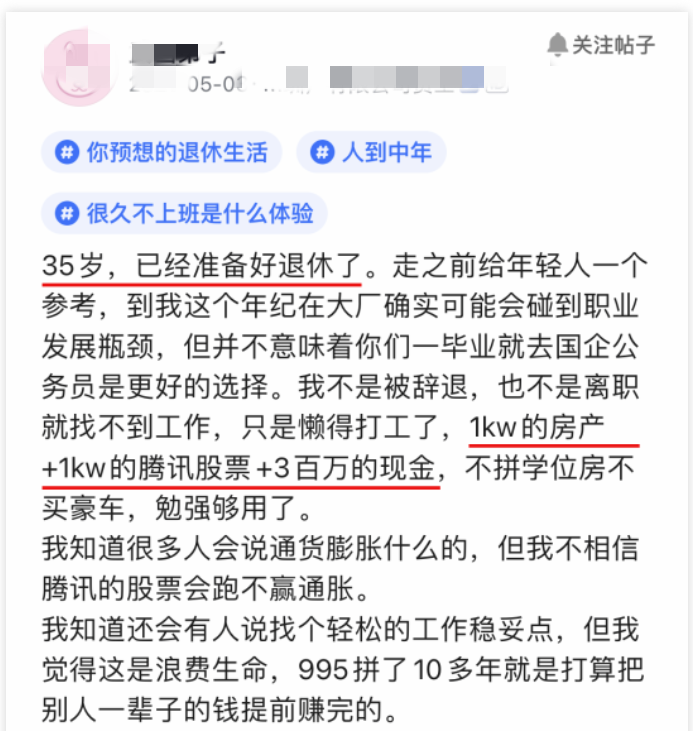 关注帖子
05-0
# 你预想的退休生活
# 人到中年
# 很久不上班是什么体验
35岁，已经准备好退休了。走之前给年轻人一个
参考，到我这个年纪在大厂确实可能会碰到职业
发展瓶颈，但并不意味着你们一毕业就去国企公
务员是更好的选择。我不是被辞退，也不是离职
就找不到工作，只是懒得打工了，1kw的房产
+1kw的腾讯股票+3百万的现金，不拼学位房不
买豪车，勉强够用了。
我知道很多人会说通货膨胀什么的，但我不相信
腾讯的股票会跑不赢通胀。
我知道还会有人说找个轻松的工作稳妥点，但我
觉得这是浪费生命，995拼了10多年就是打算把
别人一辈子的钱提前赚完的。